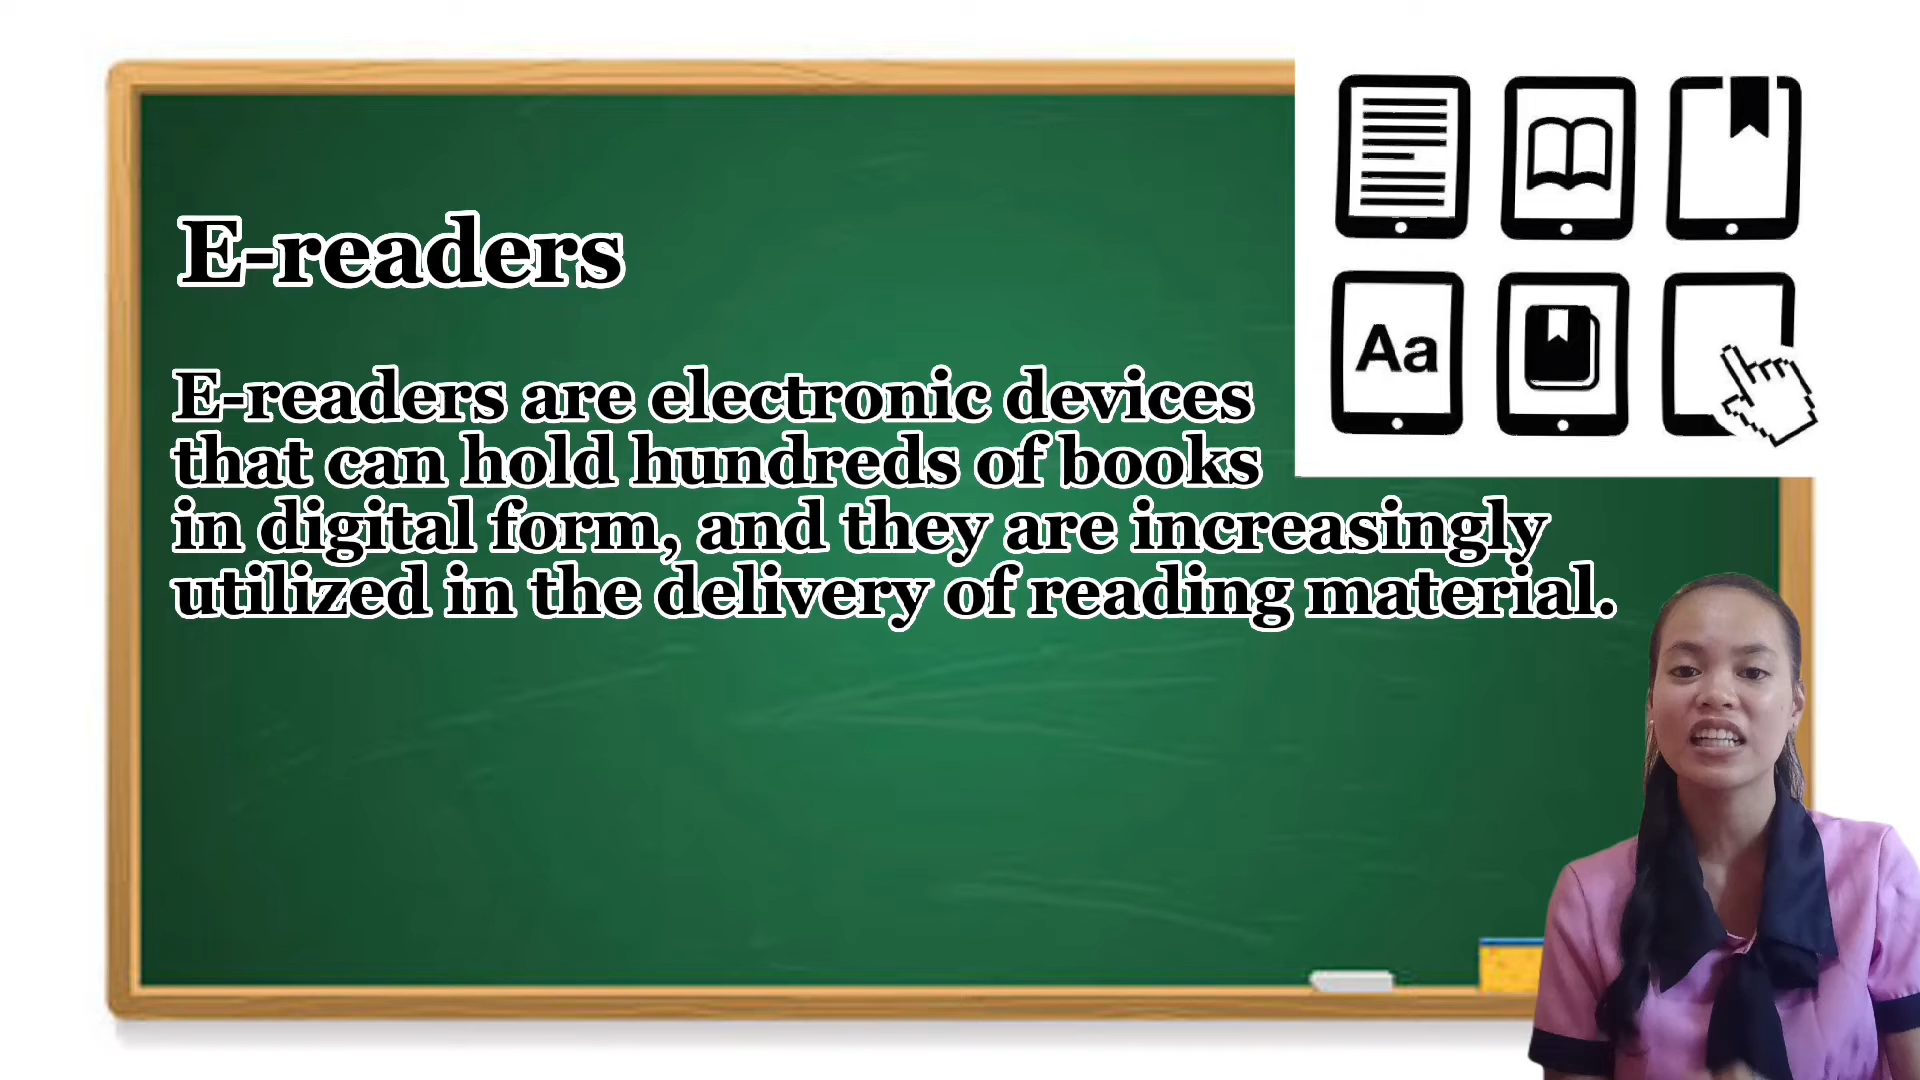 E-readers
E-readers are electronic devices
that can hold hundreds of books
in digital form, and they are increasingly
utilized in the delivery of reading material.
Aa